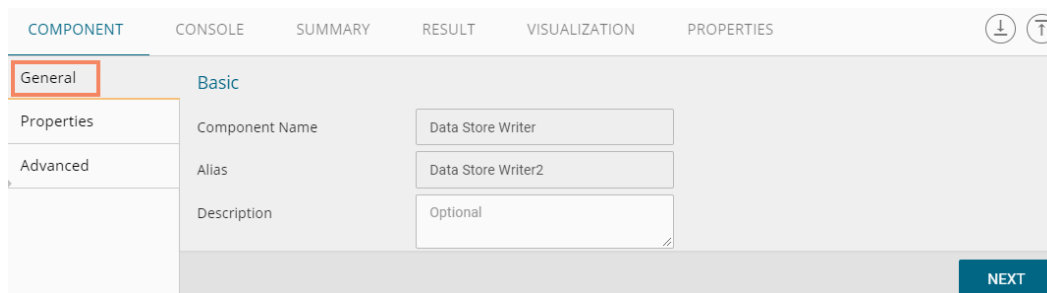 COMPONENT CONSOLE SUMMARY RESULT VISUALIZATION PROPERTIES
General
Basic
Properties
Component Name Data Store Writer
Advanced
Alias Data Store Writer2
Description Optional
NEXT